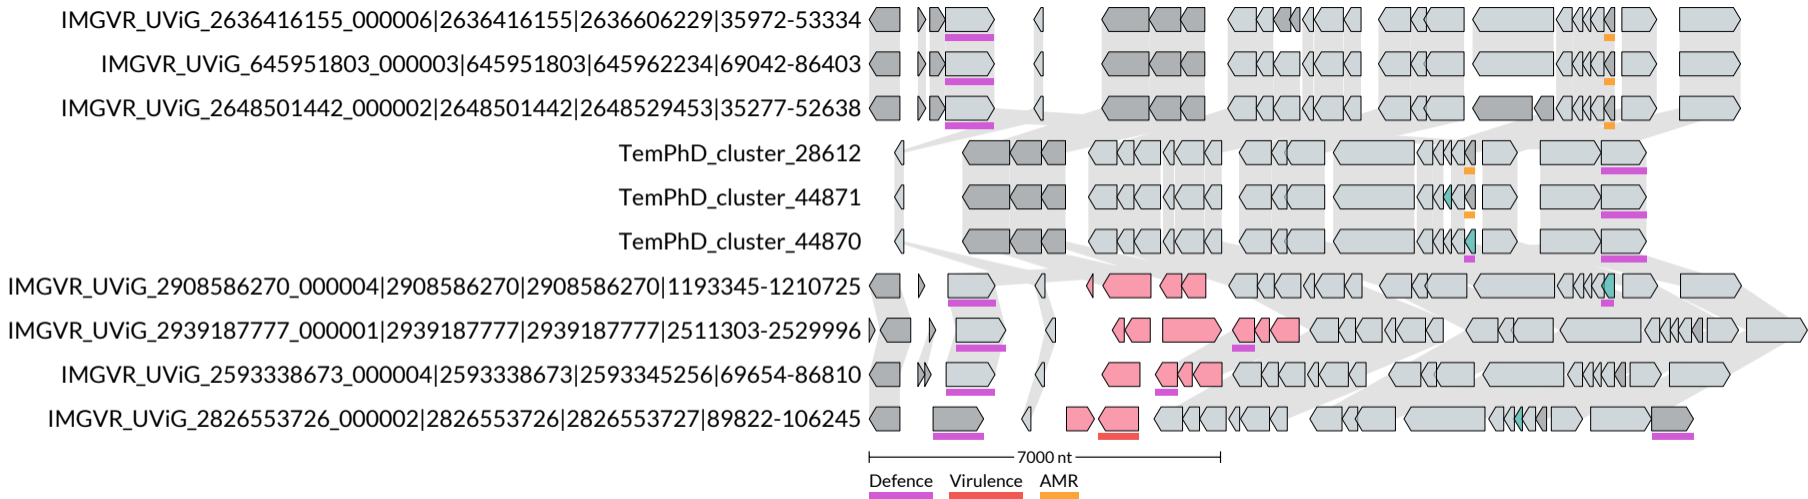 IMGVR_UViG_2636416155_000006|2636416155|2636606229|35972-53334
IMGVR_UViG_645951803_000003|645951803|645962234|69042-86403
IMGVR_UViG_2648501442_000002|2648501442|2648529453|35277-52638
TemPhD_cluster_28612
TemPhD_cluster_44871
TemPhD_cluster_44870
IMGVR_UViG_2908586270_000004|2908586270|2908586270|1193345-1210725
IMGVR_UViG_2939187777_000001|2939187777|2939187777|2511303-2529996
IMGVR_UViG_2593338673_000004|2593338673|2593345256|69654-86810
IMGVR_UViG_2826553726_000002|2826553726|2826553727|89822-106245
7000 nt
Defence Virulence AMR